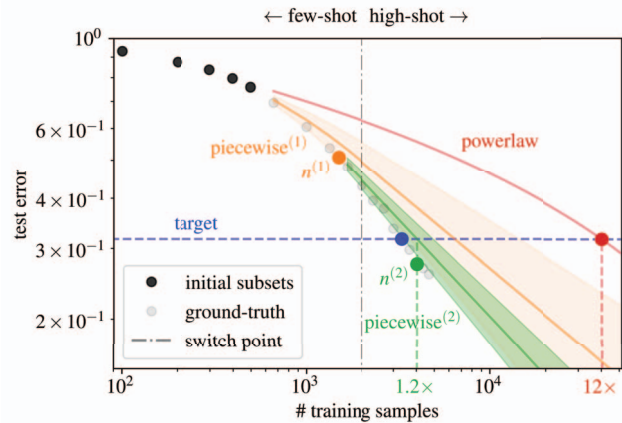 ← few-shot high-shot →
10⁰
6 × 10⁻¹
4 × 10⁻¹
3 × 10⁻¹
2 × 10⁻¹
test error
powerlaw
piecewise⁽¹⁾
n⁽¹⁾
target
n⁽²⁾
piecewise⁽²⁾
initial subsets
ground-truth
switch point
10² 10³ 1.2× 10⁴ 12×
# training samples